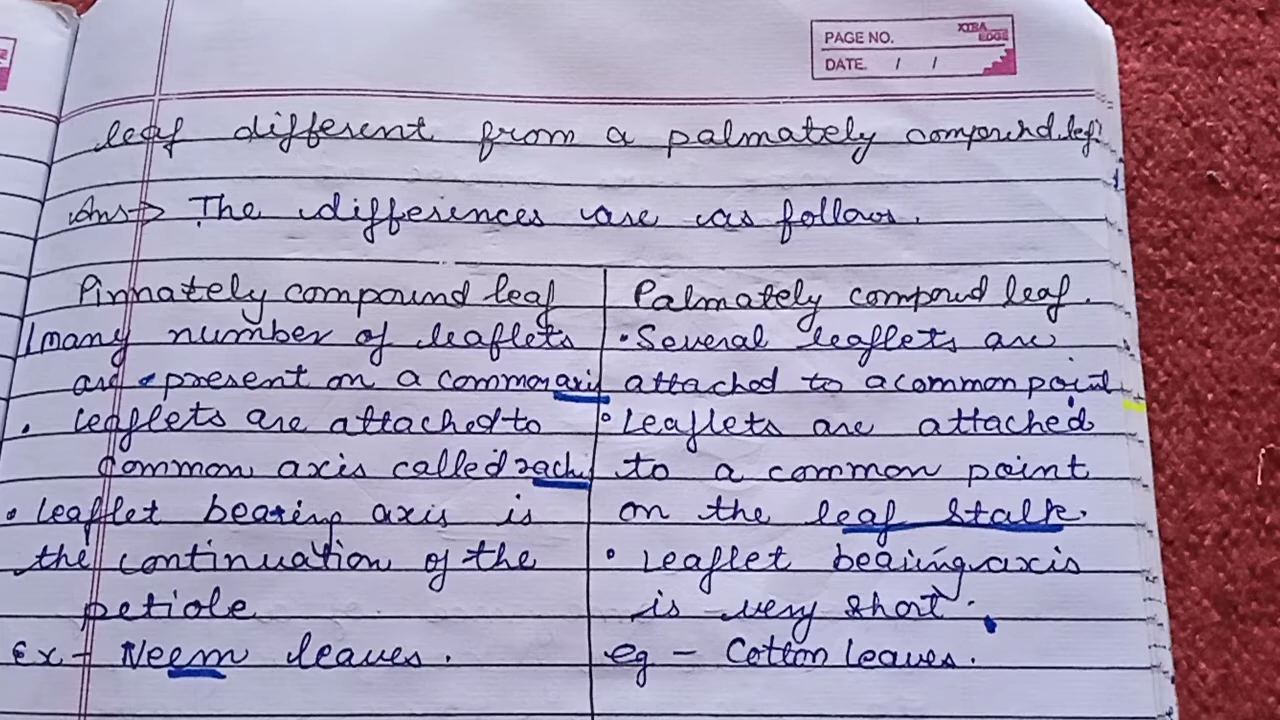 PAGE NO.
XTRA EDGE
DATE. / /
leaf different from a palmately compound lef?
Ans→ The differences are as follows.
Pinnately compound leaf
many number of leaflets
are present on a common axis
• leaflets are attached to
common axis called rachis
• leaflet bearing axis is
the continuation of the
petiole
Ex - Neem leaves.
Palmately compound leaf.
• Several leaflets are
attached to a common point
• Leaflets are attached
to a common point
on the leaf stalk.
• Leaflet bearing axis
is very short.
eg - Cotton leaves.